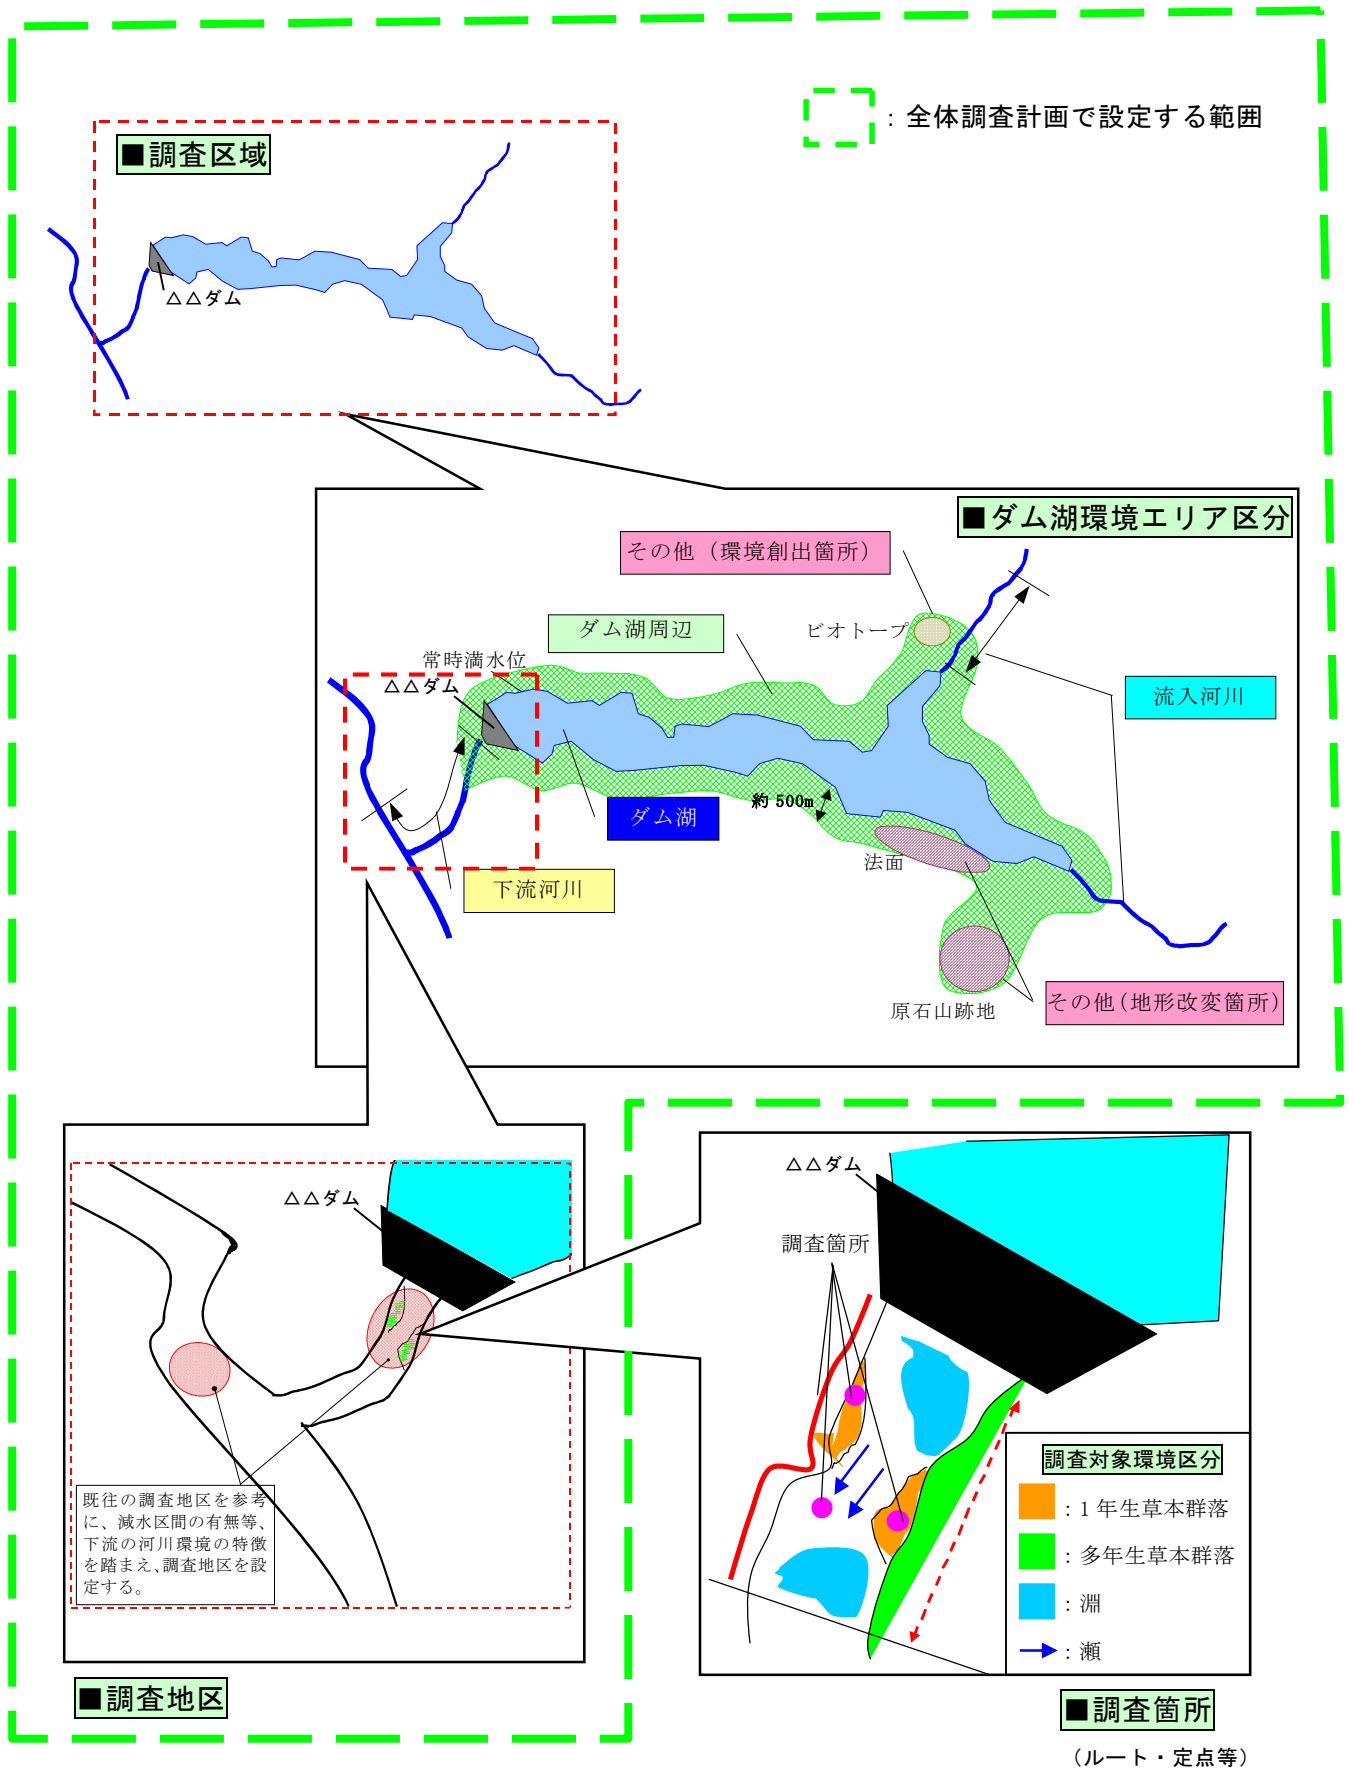 ：全体調査計画で設定する範囲
■調査区域
△△ダム
■ダム湖環境エリア区分
その他（環境創出箇所）
ダム湖周辺
ビオトープ
常時満水位
△△ダム
流入河川
約500m
ダム湖
法面
下流河川
その他(地形改変箇所)
原石山跡地
△△ダム
既往の調査地区を参考
に、減水区間の有無等、
下流の河川環境の特徴
を踏まえ、調査地区を設
定する。
■調査地区
△△ダム
調査箇所
調査対象環境区分
：1年生草本群落
：多年生草本群落
：淵
：瀬
■調査箇所
（ルート・定点等）